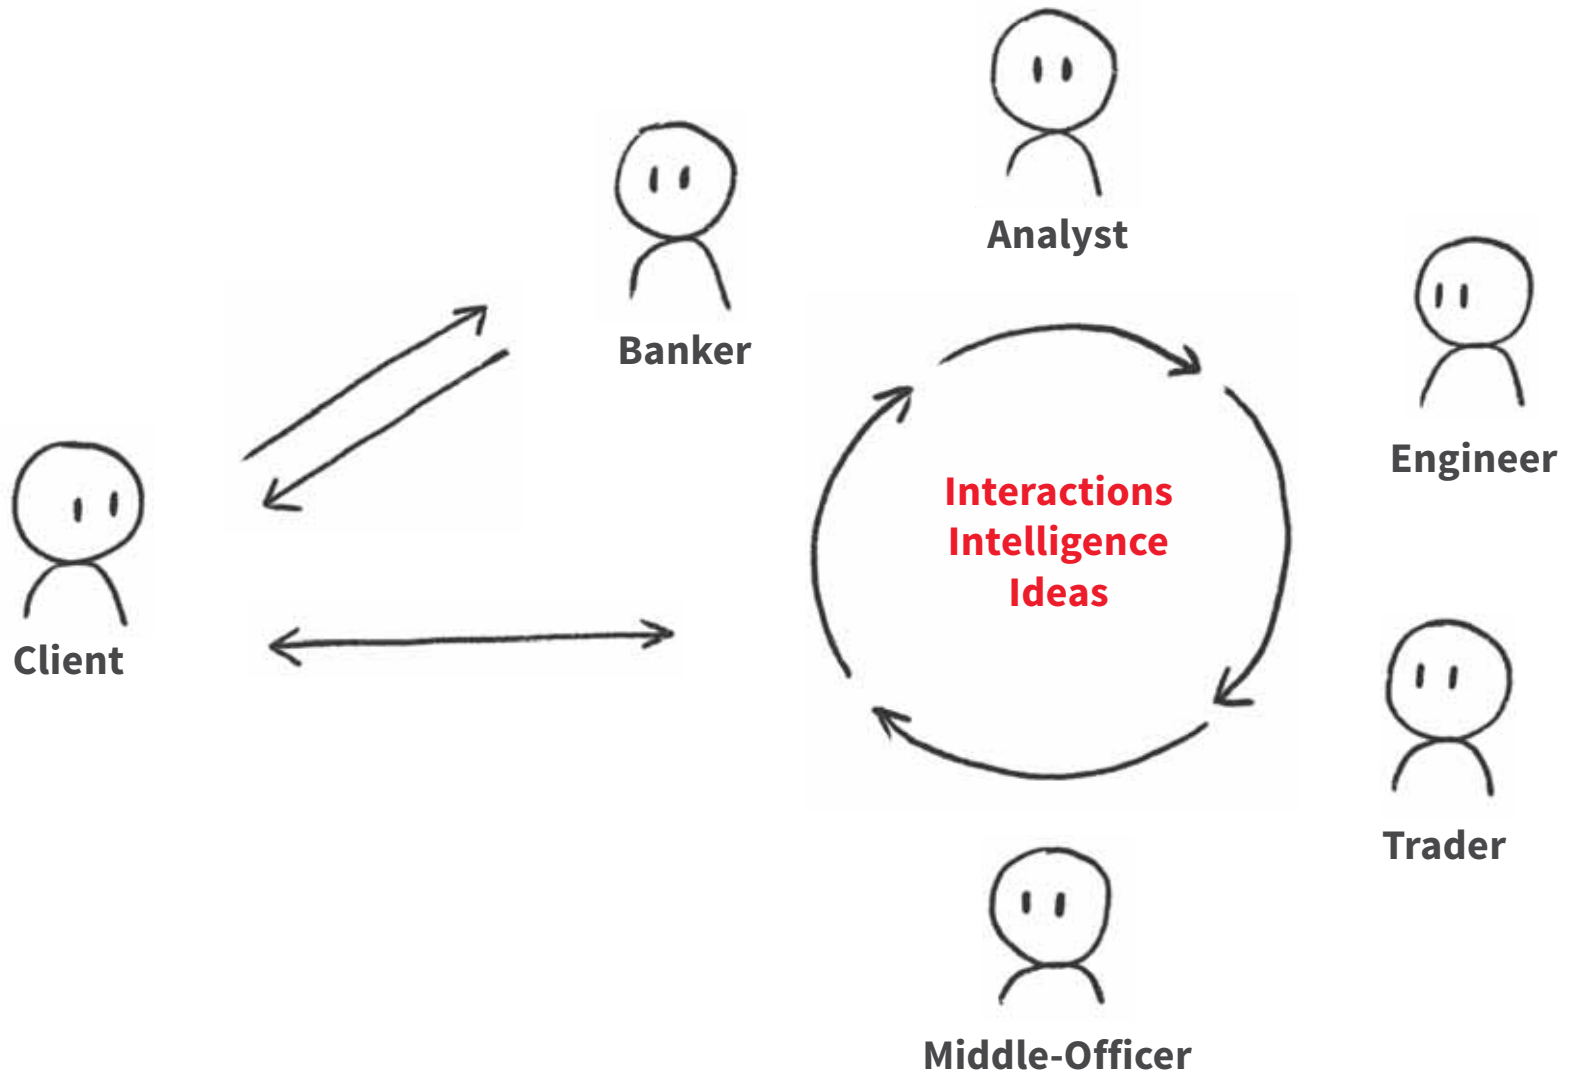 Analyst
Banker
Engineer
Interactions
Intelligence
Ideas
Client
Trader
Middle-Officer